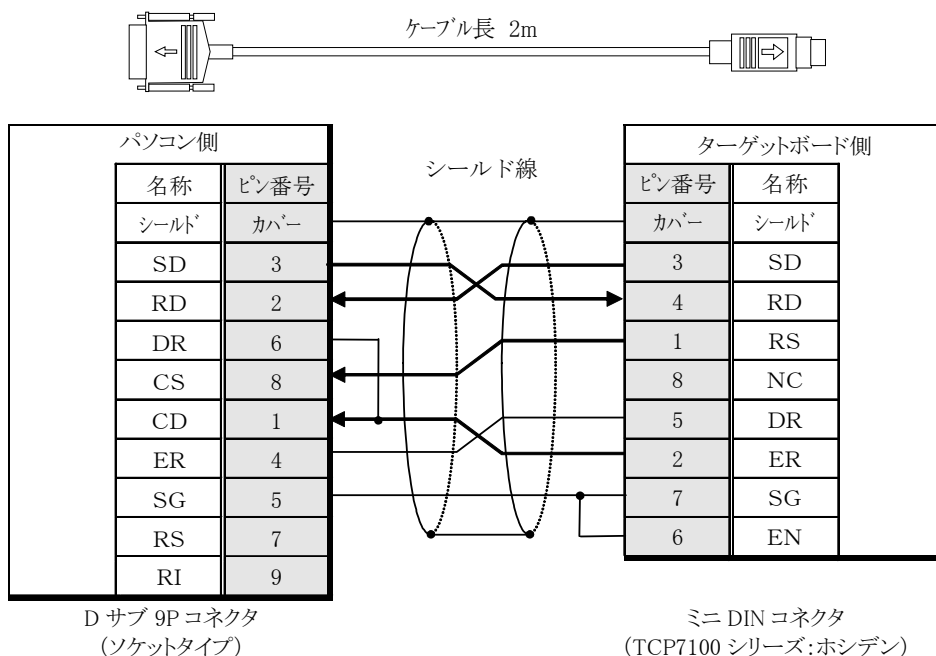 ケーブル長 2m
パソコン側
名称 ピン番号
シールド カバー
SD 3
RD 2
DR 6
CS 8
CD 1
ER 4
SG 5
RS 7
RI 9
シールド線
ターゲットボード側
ピン番号 名称
カバー シールド
3 SD
4 RD
1 RS
8 NC
5 DR
2 ER
7 SG
6 EN
D サブ 9P コネクタ
(ソケットタイプ)
ミニ DIN コネクタ
(TCP7100 シリーズ:ホシデン)